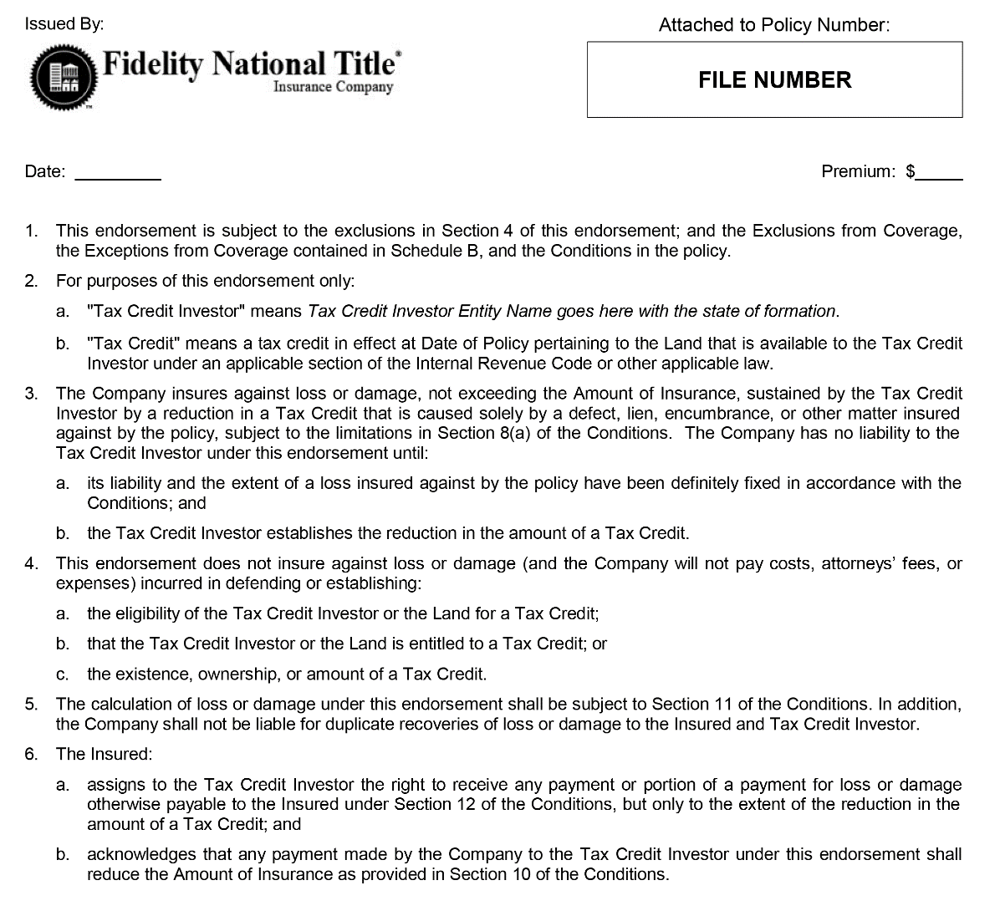 Issued By:
Attached to Policy Number:
Fidelity National Title®
Insurance Company
FILE NUMBER
Date: _________
Premium: $_____
1. This endorsement is subject to the exclusions in Section 4 of this endorsement; and the Exclusions from Coverage,
the Exceptions from Coverage contained in Schedule B, and the Conditions in the policy.
2. For purposes of this endorsement only:
a. "Tax Credit Investor" means Tax Credit Investor Entity Name goes here with the state of formation.
b. "Tax Credit" means a tax credit in effect at Date of Policy pertaining to the Land that is available to the Tax Credit
Investor under an applicable section of the Internal Revenue Code or other applicable law.
3. The Company insures against loss or damage, not exceeding the Amount of Insurance, sustained by the Tax Credit
Investor by a reduction in a Tax Credit that is caused solely by a defect, lien, encumbrance, or other matter insured
against by the policy, subject to the limitations in Section 8(a) of the Conditions. The Company has no liability to the
Tax Credit Investor under this endorsement until:
a. its liability and the extent of a loss insured against by the policy have been definitely fixed in accordance with the
Conditions; and
b. the Tax Credit Investor establishes the reduction in the amount of a Tax Credit.
4. This endorsement does not insure against loss or damage (and the Company will not pay costs, attorneys’ fees, or
expenses) incurred in defending or establishing:
a. the eligibility of the Tax Credit Investor or the Land for a Tax Credit;
b. that the Tax Credit Investor or the Land is entitled to a Tax Credit; or
c. the existence, ownership, or amount of a Tax Credit.
5. The calculation of loss or damage under this endorsement shall be subject to Section 11 of the Conditions. In addition,
the Company shall not be liable for duplicate recoveries of loss or damage to the Insured and Tax Credit Investor.
6. The Insured:
a. assigns to the Tax Credit Investor the right to receive any payment or portion of a payment for loss or damage
otherwise payable to the Insured under Section 12 of the Conditions, but only to the extent of the reduction in the
amount of a Tax Credit; and
b. acknowledges that any payment made by the Company to the Tax Credit Investor under this endorsement shall
reduce the Amount of Insurance as provided in Section 10 of the Conditions.